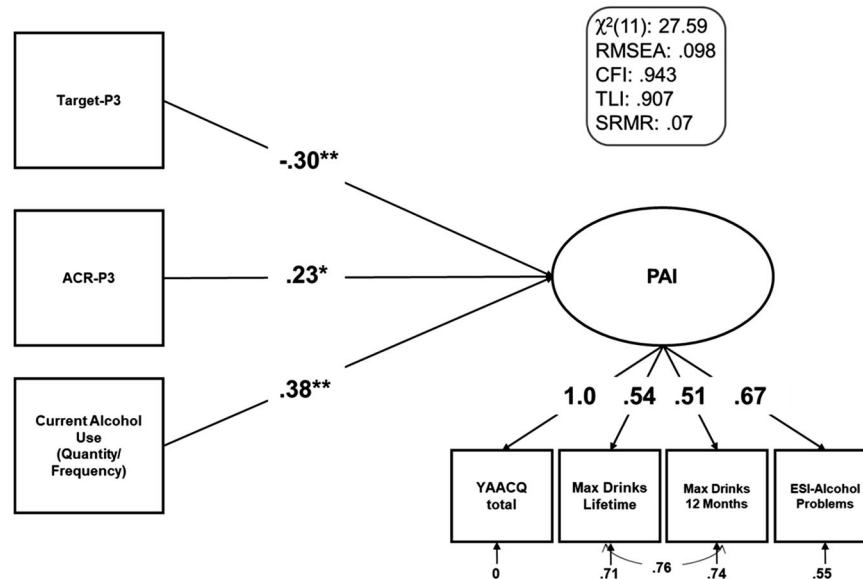 χ²(11): 27.59
RMSEA: .098
CFI: .943
TLI: .907
SRMR: .07
Target-P3
-.30**
ACR-P3
.23*
PAI
Current Alcohol
Use
(Quantity/
Frequency)
.38**
1.0 .54 .51 .67
YAACQ
total
Max Drinks
Lifetime
Max Drinks
12 Months
ESI-Alcohol
Problems
0 .71 .76 .74 .55